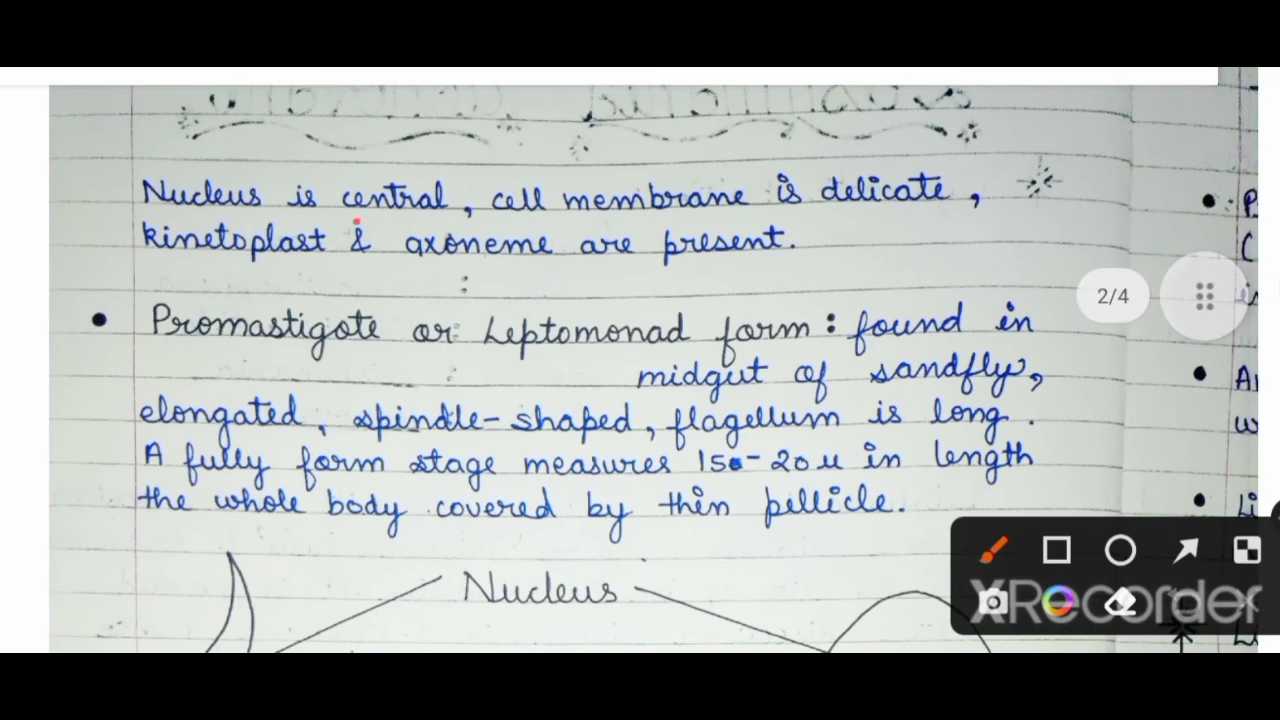 Nucleus is central, cell membrane is delicate,
kinetoplast & axoneme are present.
• Promastigote or Leptomonad form : found in
midgut of sandfly,
elongated, spindle-shaped, flagellum is long.
A fully form stage measures 15-20 µ in length
the whole body covered by thin pillicle.
Nucleus
2/4
XRecorder